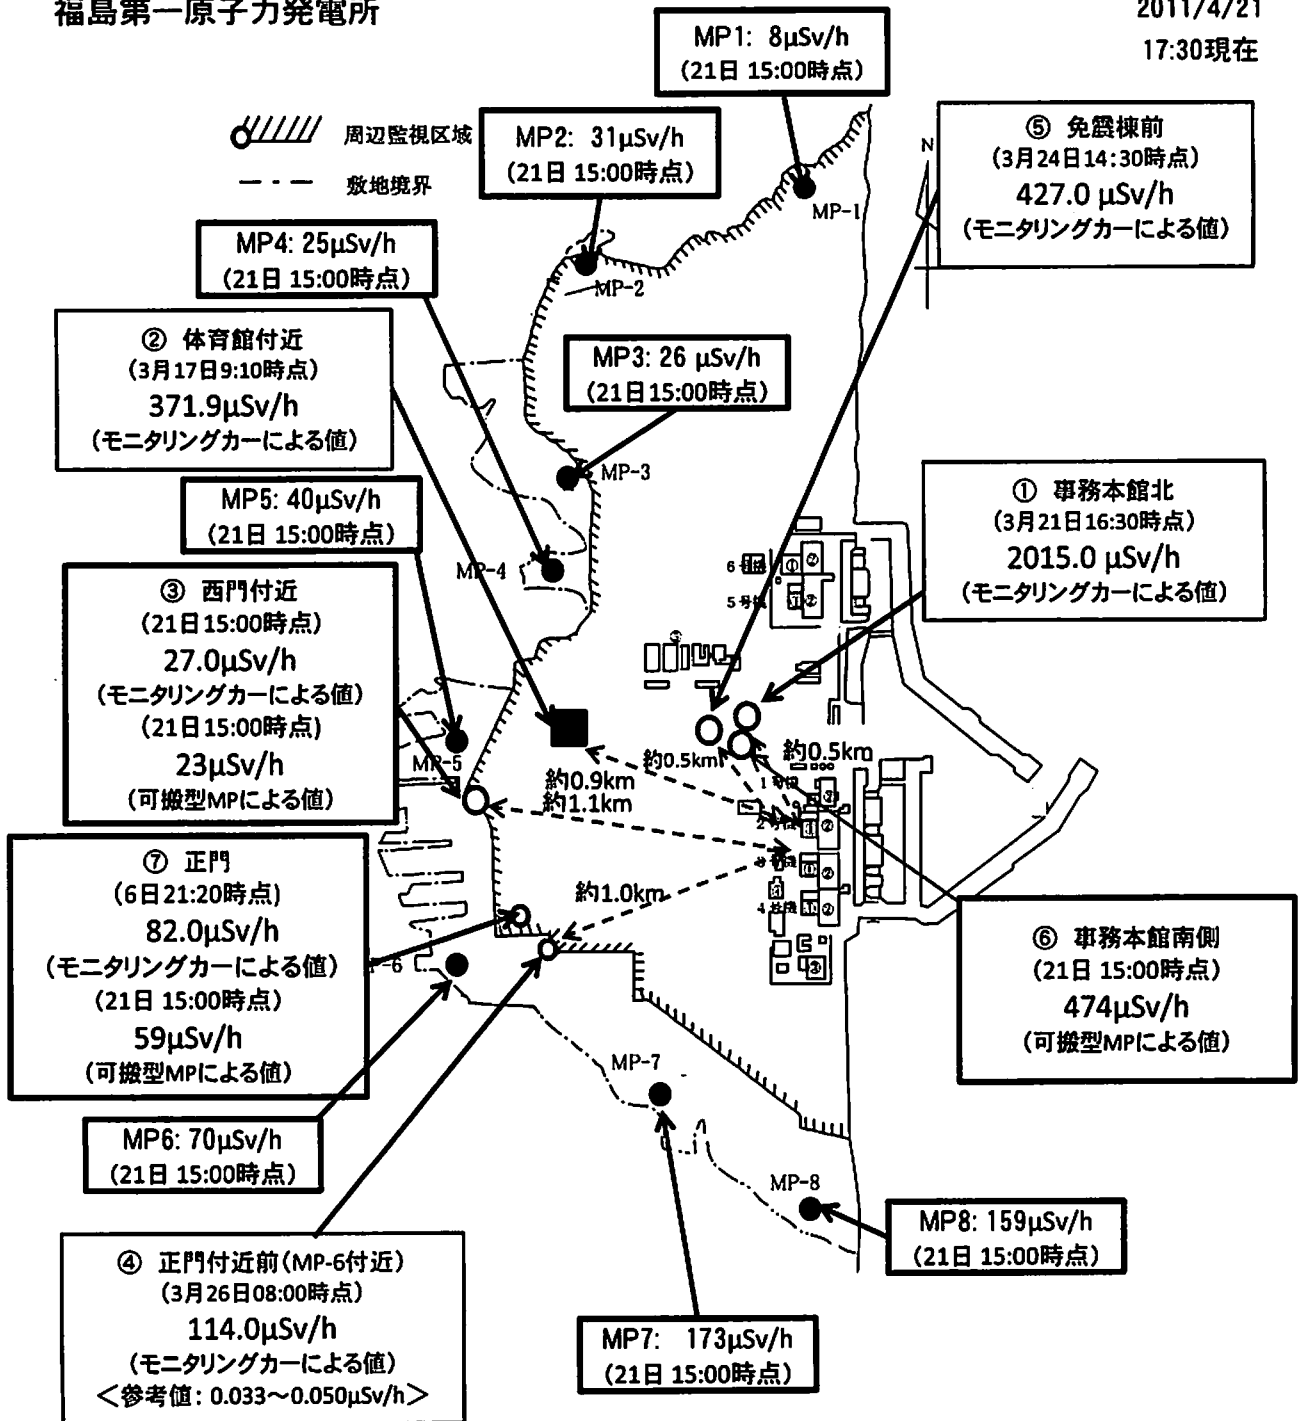 福島第一原子力発電所
2011/4/21
17:30現在
MP1: 8μSv/h
(21日 15:00時点)
周辺監視区域
敷地境界
MP2: 31μSv/h
(21日 15:00時点)
⑤ 免震棟前
(3月24日14:30時点)
427.0 μSv/h
(モニタリングカーによる値)
N
MP-1
MP4: 25μSv/h
(21日 15:00時点)
MP-2
② 体育館付近
(3月17日9:10時点)
371.9μSv/h
(モニタリングカーによる値)
MP3: 26 μSv/h
(21日15:00時点)
MP-3
MP5: 40μSv/h
(21日 15:00時点)
① 事務本館北
(3月21日16:30時点)
2015.0 μSv/h
(モニタリングカーによる値)
MP-4
6号機
5号機
③ 西門付近
(21日15:00時点)
27.0μSv/h
(モニタリングカーによる値)
(21日15:00時点)
23μSv/h
(可搬型MPによる値)
MP-5
約0.5km
約0.5km
約0.9km
約1.1km
1号機
2号機
3号機
4号機
⑦ 正門
(6日21:20時点)
82.0μSv/h
(モニタリングカーによる値)
(21日 15:00時点)
59μSv/h
(可搬型MPによる値)
約1.0km
P-6
⑥ 事務本館南側
(21日 15:00時点)
474μSv/h
(可搬型MPによる値)
MP-7
MP6: 70μSv/h
(21日 15:00時点)
MP-8
MP8: 159μSv/h
(21日 15:00時点)
④ 正門付近前(MP-6付近)
(3月26日08:00時点)
114.0μSv/h
(モニタリングカーによる値)
＜参考値: 0.033～0.050μSv/h＞
MP7: 173μSv/h
(21日 15:00時点)